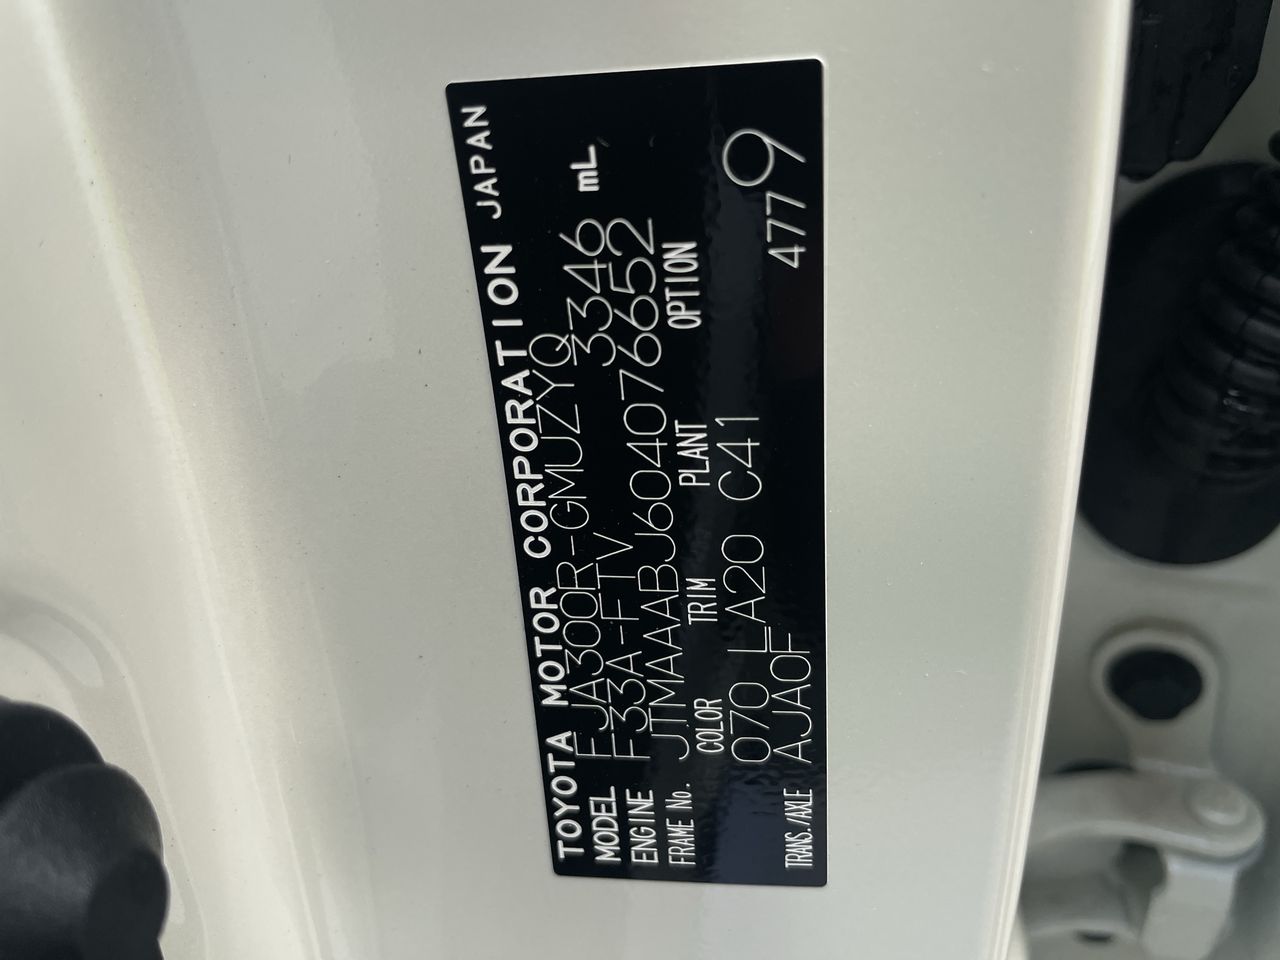 TOYOTA MOTOR CORPORATION JAPAN
MODEL FJA300R-GMUZYQ
ENGINE F33A-FTV 3346 mL
FRAME No. JTMAAABJ604076652
COLOR TRIM PLANT OPTION
070 LA20 C41
TRANS./AXLE AJA0F 4779